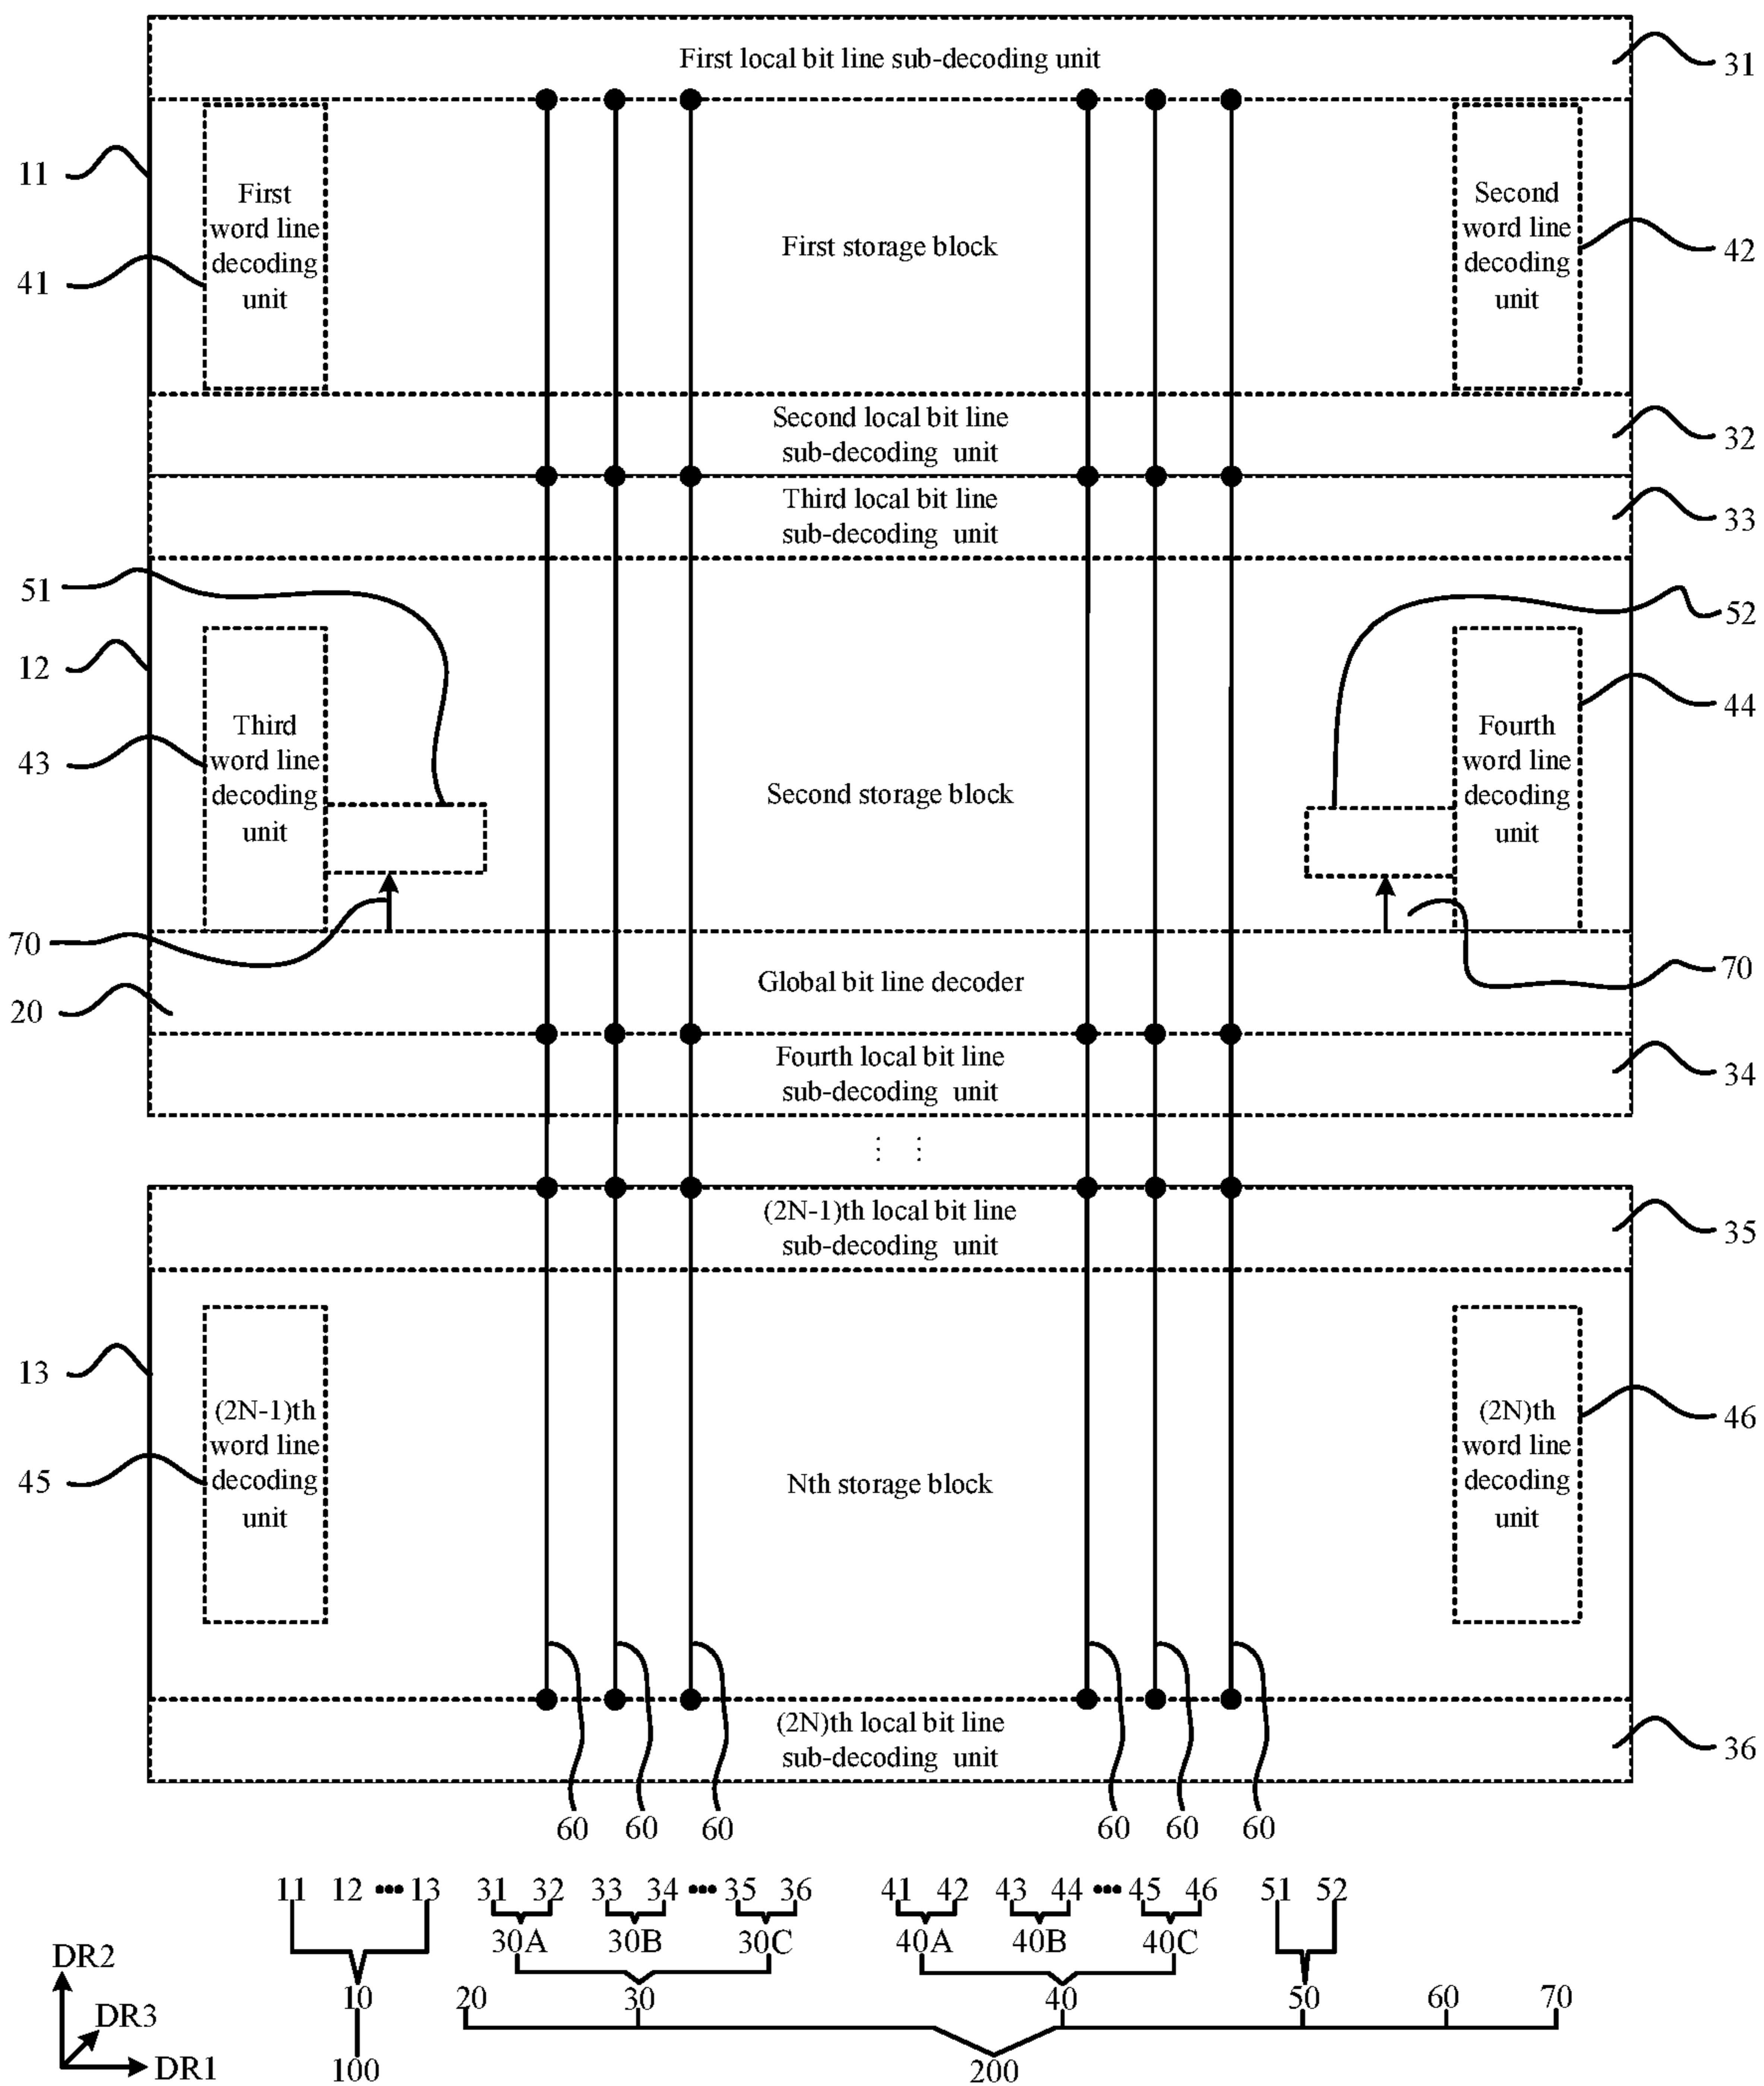 First local bit line sub-decoding unit
31
11
First
word line
decoding
unit
41
First storage block
Second
word line
decoding
unit
42
Second local bit line
sub-decoding unit
32
Third local bit line
sub-decoding unit
33
51
52
12
44
Third
word line
decoding
unit
43
Second storage block
Fourth
word line
decoding
unit
70
70
Global bit line decoder
20
Fourth local bit line
sub-decoding unit
34
(2N-1)th local bit line
sub-decoding unit
35
13
(2N-1)th
word line
decoding
unit
45
Nth storage block
(2N)th
word line
decoding
unit
46
(2N)th local bit line
sub-decoding unit
36
60 60 60 60 60 60
11 12 ••• 13 31 32 33 34 ••• 35 36 41 42 43 44 ••• 45 46 51 52
30A 30B 30C 40A 40B 40C
DR2
10 20 30 40 50 60 70
DR3
DR1 100 200